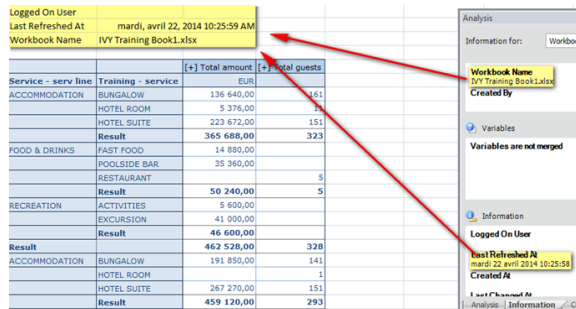 Logged On User
Last Refreshed At mardi, avril 22, 2014 10:25:59 AM
Workbook Name IVY Training Book1.xlsx
[+] Total amount [+] Total guests
Service - serv line Training - service EUR
ACCOMMODATION BUNGALOW 136 640,00 161
HOTEL ROOM 5 376,00 11
HOTEL SUITE 223 672,00 151
Result 365 688,00 323
FOOD & DRINKS FAST FOOD 14 880,00
POOLSIDE BAR 35 360,00
RESTAURANT 5
Result 50 240,00 5
RECREATION ACTIVITIES 5 600,00
EXCURSION 41 000,00
Result 46 600,00
Result 462 528,00 328
ACCOMMODATION BUNGALOW 191 850,00 141
HOTEL ROOM 1
HOTEL SUITE 267 270,00 151
Result 459 120,00 293
Analysis
Information for: Workbo
Workbook Name
IVY Training Book1.xlsx
Created By
Variables
Variables are not merged
Information
Logged On User
Last Refreshed At
mardi 22 avril 2014 10:25:58
Created At
Last Changed At
Analysis Information C